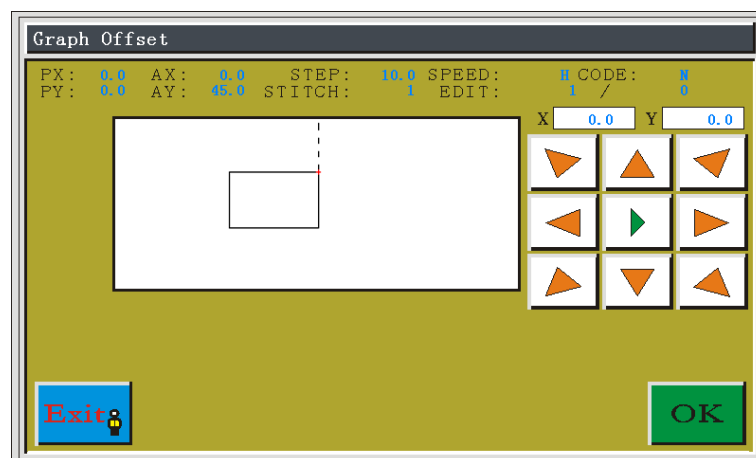 Graph Offset
PX: 0.0 AX: 0.0 STEP: 10.0 SPEED: H CODE: N
PY: 0.0 AY: 45.0 STITCH: 1 EDIT: 1 / 0
X 0.0 Y 0.0
Exit OK